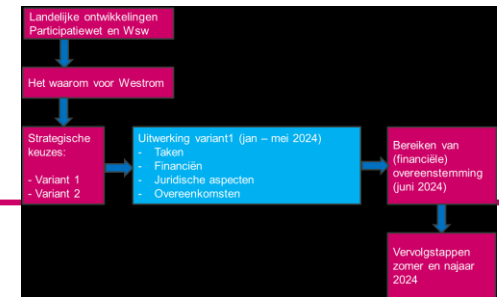 Landelijke ontwikkelingen
Participatiewet en Wsw
Het waarom voor Westrom
Strategische
keuzes:
- Variant 1
- Variant 2
Uitwerking variant1 (jan – mei 2024)
- Taken
- Financiën
- Juridische aspecten
- Overeenkomsten
Bereiken van
(financiële)
overeenstemming
(juni 2024)
Vervolgstappen
zomer en najaar
2024